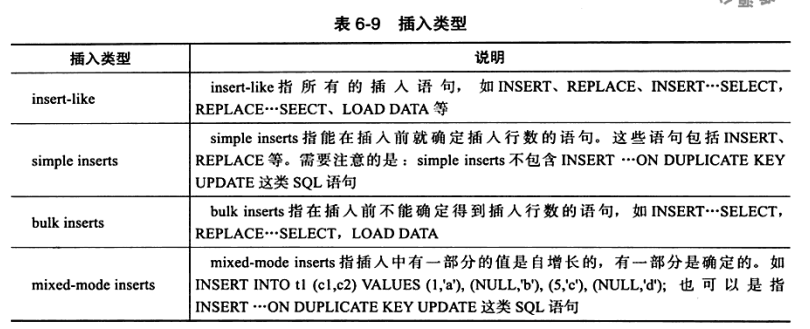 表 6-9 插入类型
插入类型 说明
insert-like
insert-like 指所有的插入语句，如 INSERT、REPLACE、INSERT…SELECT，
REPLACE…SEECT、LOAD DATA 等
simple inserts
simple inserts 指能在插入前就确定插入行数的语句。这些语句包括 INSERT、
REPLACE 等。需要注意的是：simple inserts 不包含 INSERT …ON DUPLICATE KEY
UPDATE 这类 SQL 语句
bulk inserts
bulk inserts 指在插入前不能确定得到插入行数的语句，如 INSERT…SELECT，
REPLACE…SELECT，LOAD DATA
mixed-mode inserts
mixed-mode inserts 指插入中有一部分的值是自增长的，有一部分是确定的。如
INSERT INTO t1 (c1,c2) VALUES (1,'a'), (NULL,'b'), (5,'c'), (NULL,'d'); 也可以是指
INSERT …ON DUPLICATE KEY UPDATE 这类 SQL 语句